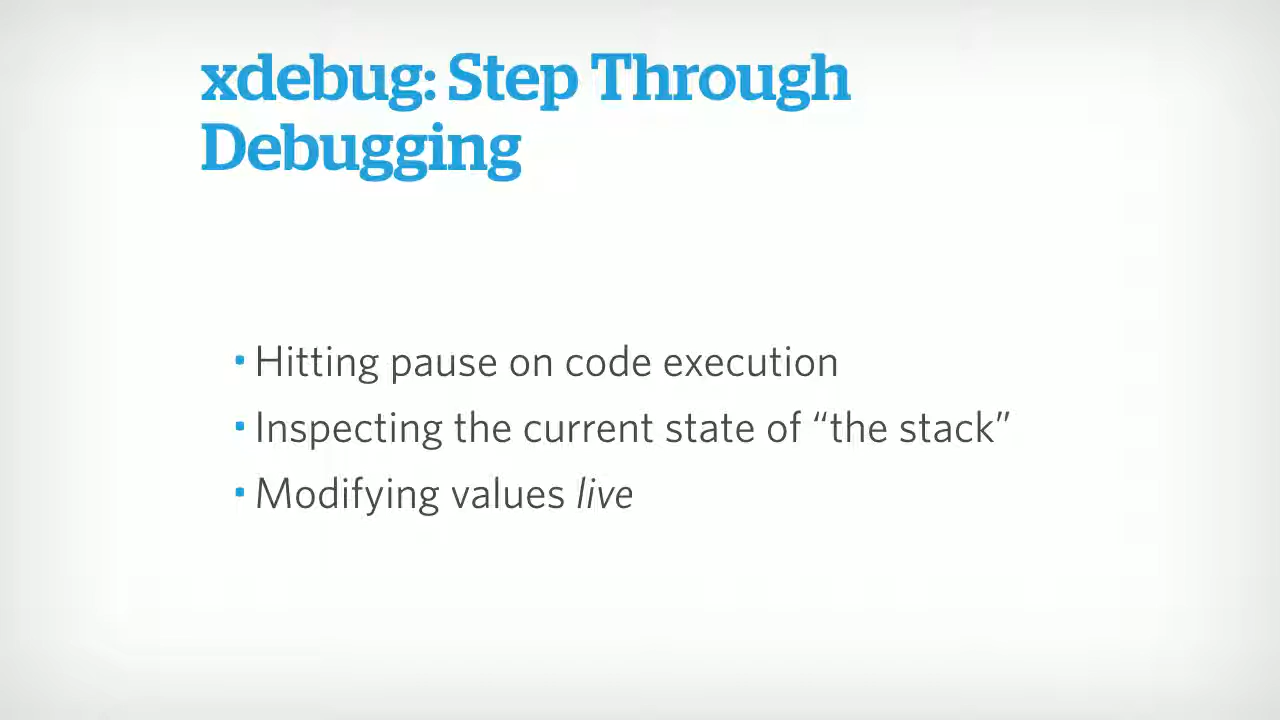 xdebug: Step Through
Debugging
• Hitting pause on code execution
• Inspecting the current state of “the stack”
• Modifying values live